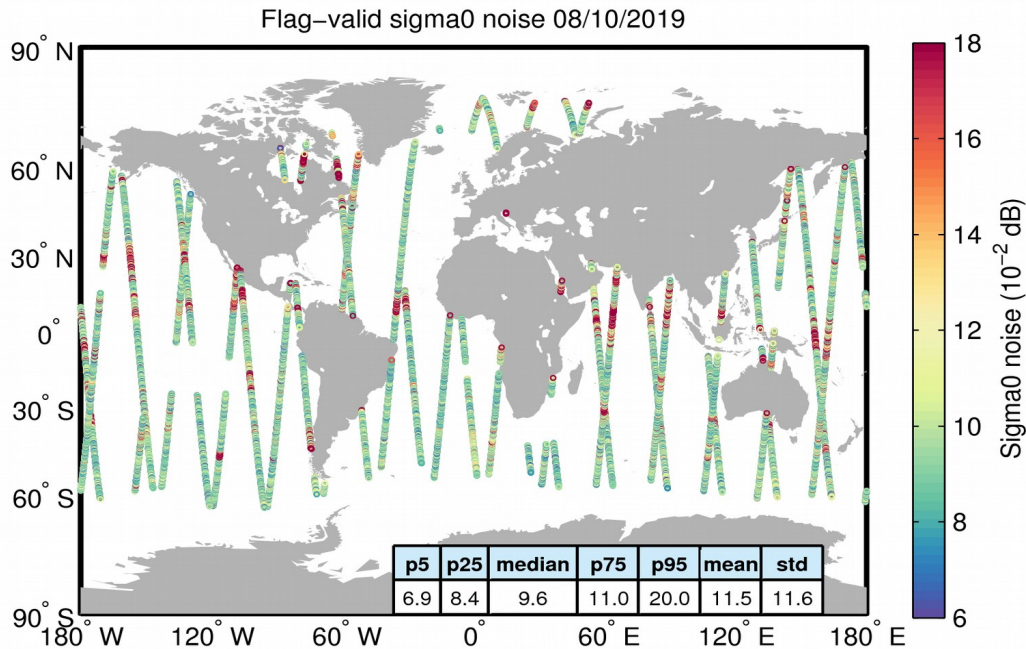 Flag−valid sigma0 noise 08/10/2019
90° N
60° N
30° N
0°
30° S
60° S
90° S
180° W
120° W
60° W
0°
60° E
120° E
180° E
p5 p25 median p75 p95 mean std
6.9 8.4 9.6 11.0 20.0 11.5 11.6
18
16
14
12
10
8
6
Sigma0 noise (10⁻² dB)